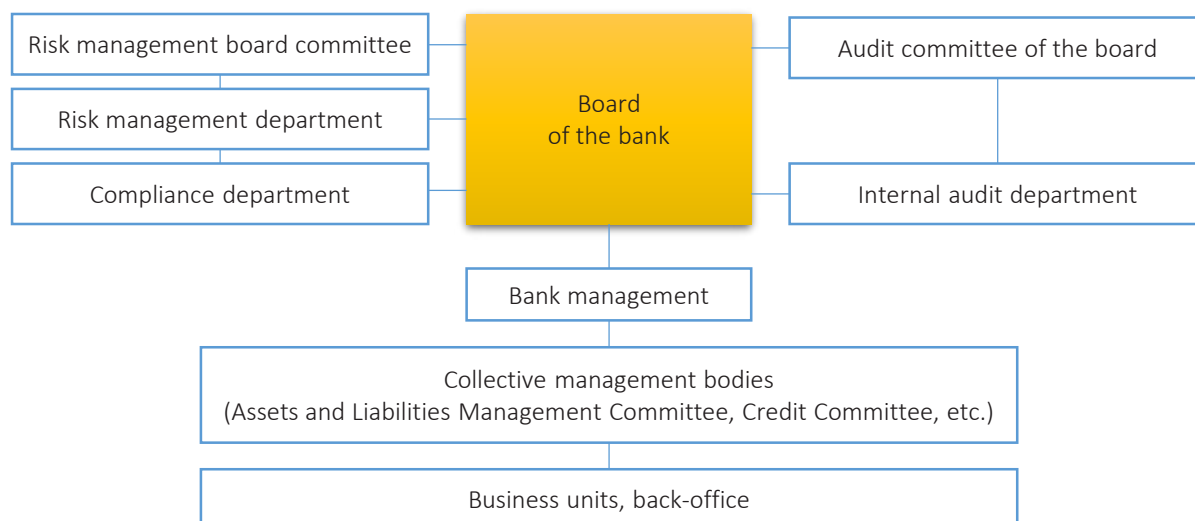 Risk management board committee
Risk management department
Compliance department
Board
of the bank
Audit committee of the board
Internal audit department
Bank management
Collective management bodies
(Assets and Liabilities Management Committee, Credit Committee, etc.)
Business units, back-office